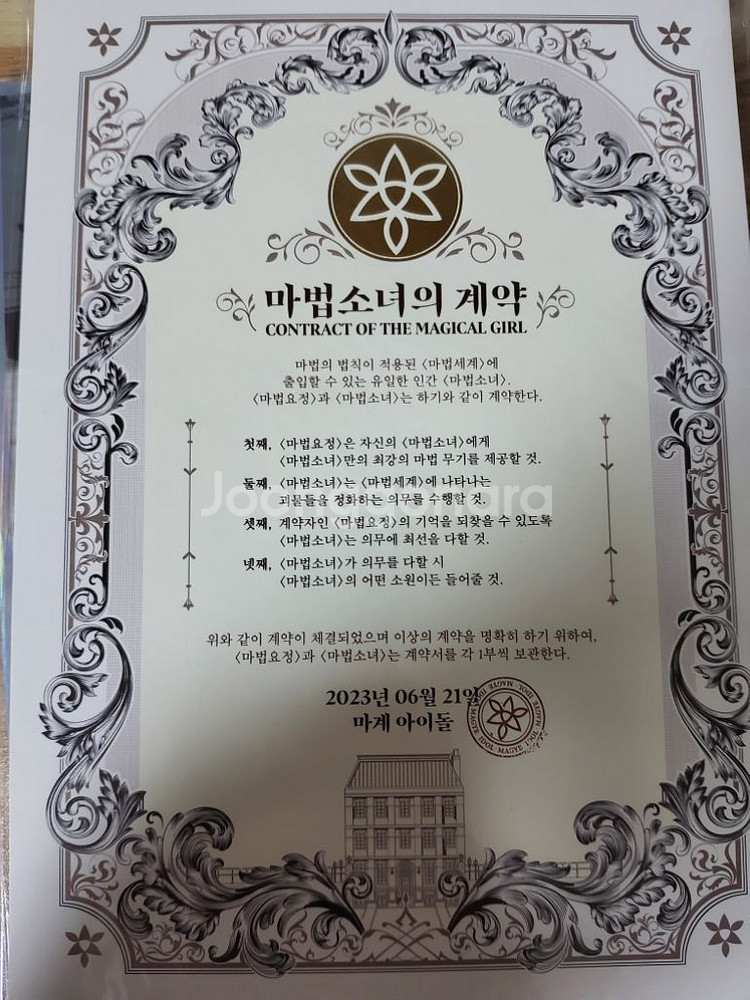 마법소녀의 계약
CONTRACT OF THE MAGICAL GIRL
마법의 법칙이 적용된 〈마법세계〉에
출입할 수 있는 유일한 인간 〈마법소녀〉.
〈마법요정〉과 〈마법소녀〉는 하기와 같이 계약한다.
첫째, 〈마법요정〉은 자신의 〈마법소녀〉에게
〈마법소녀〉만의 최강의 마법 무기를 제공할 것.
둘째, 〈마법소녀〉는 〈마법세계〉에 나타나는
괴물들을 정화하는 의무를 수행할 것.
Joonggonara
셋째, 계약자인 〈마법요정〉의 기억을 되찾을 수 있도록
〈마법소녀〉는 의무에 최선을 다할 것.
넷째, 〈마법소녀〉가 의무를 다할 시
〈마법소녀〉의 어떤 소원이든 들어줄 것.
위와 같이 계약이 체결되었으며 이상의 계약을 명확히 하기 위하여,
〈마법요정〉과 〈마법소녀〉는 계약서를 각 1부씩 보관한다.
2023년 06월 21일
마계 아이돌
MAGYE IDOL · MAGYE IDOL · MAGYE IDOL